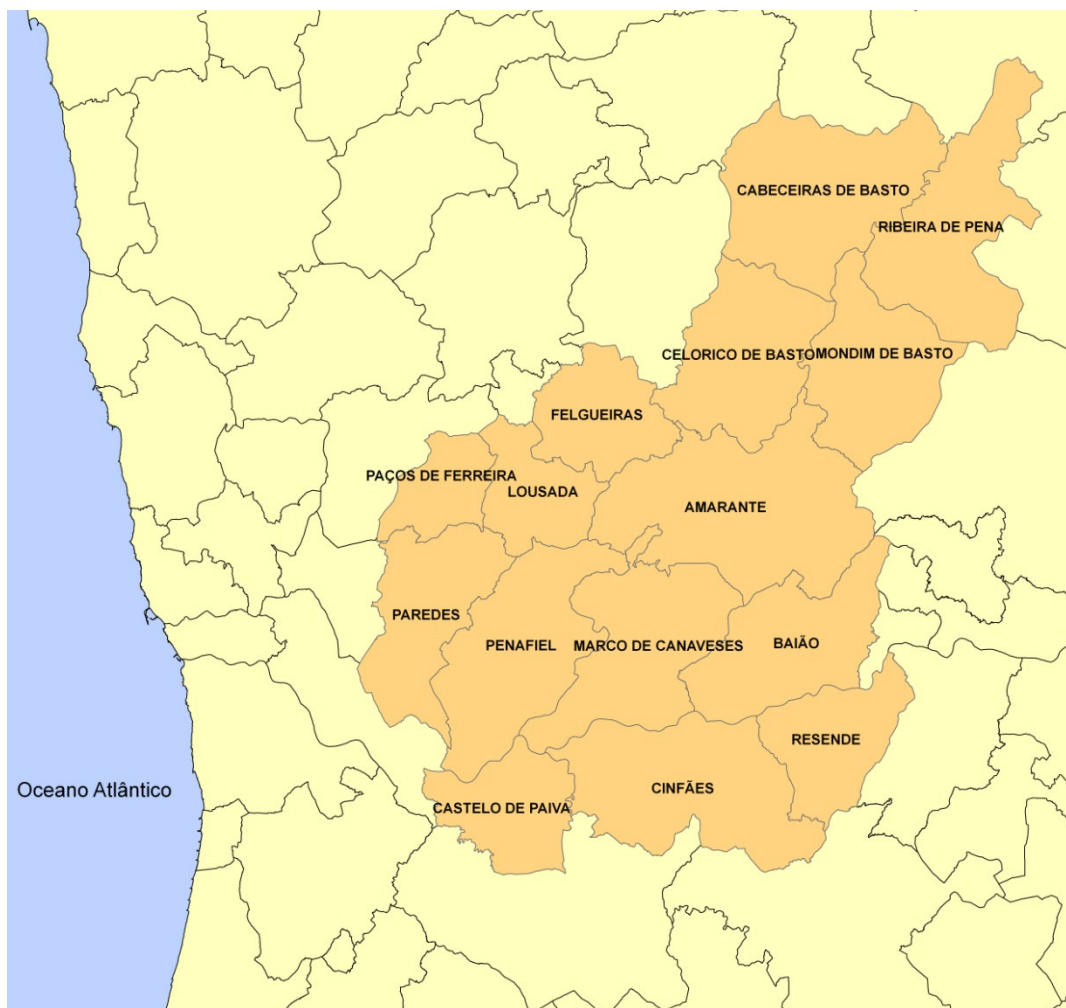 CABECEIRAS DE BASTO
RIBEIRA DE PENA
CELORICO DE BASTO
MONDIM DE BASTO
FELGUEIRAS
PAÇOS DE FERREIRA
LOUSADA
AMARANTE
PAREDES
PENAFIEL
MARCO DE CANAVESES
BAIÃO
RESENDE
Oceano Atlântico
CINFÃES
CASTELO DE PAIVA